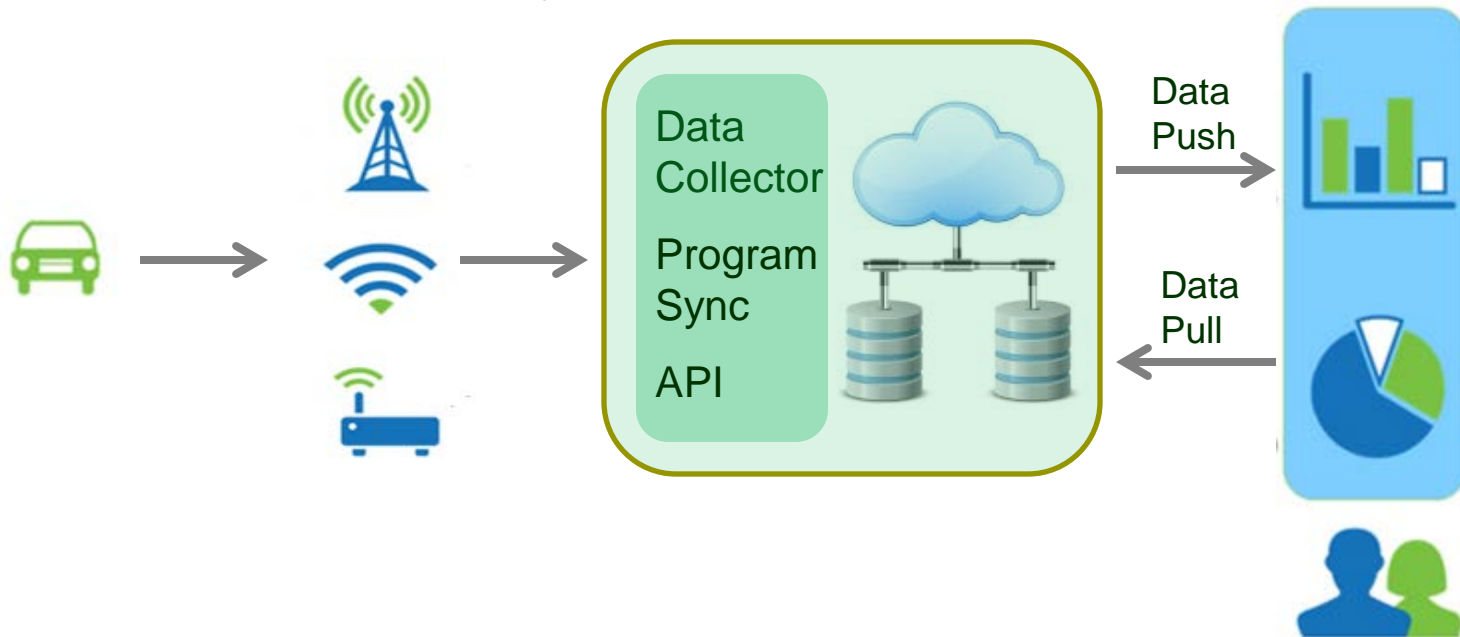 Data
Collector
Program
Sync
API
Data
Push
Data
Pull